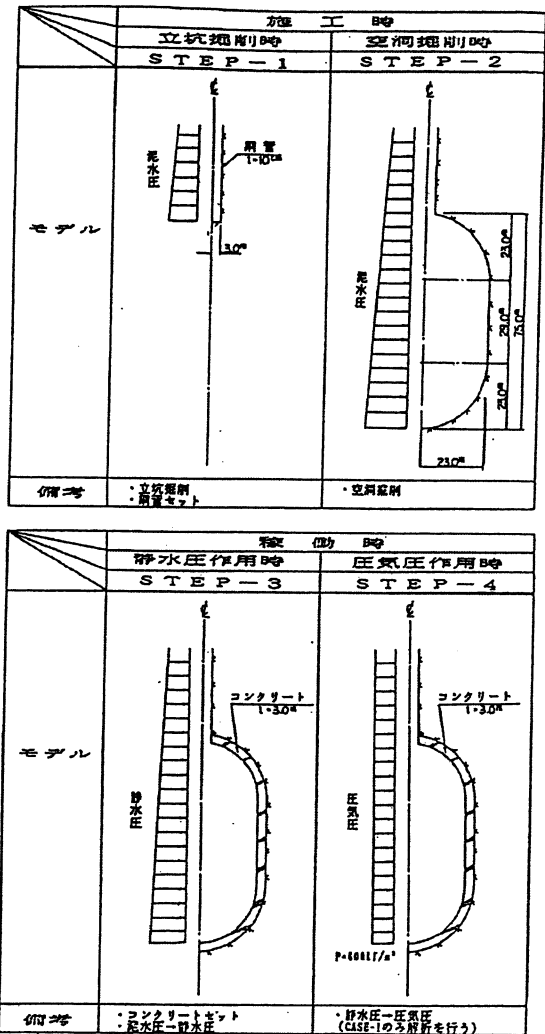 施工時
立坑掘削時 空洞掘削時
STEP-1 STEP-2
モデル
℄
泥水圧
鋼管
t=10cm
3.0m
℄
泥水圧
23.0m
29.0m
75.0m
23.0m
23.0m
備考
・立坑掘削
・鋼管セット
・空洞掘削
稼働時
静水圧作用時 圧気圧作用時
STEP-3 STEP-4
モデル
℄
コンクリート
t=3.0m
静水圧
℄
コンクリート
t=3.0m
圧気圧
備考
・コンクリートセット
・泥水圧→静水圧
・静水圧→圧気圧
(CASE-1のみ解析を行う)